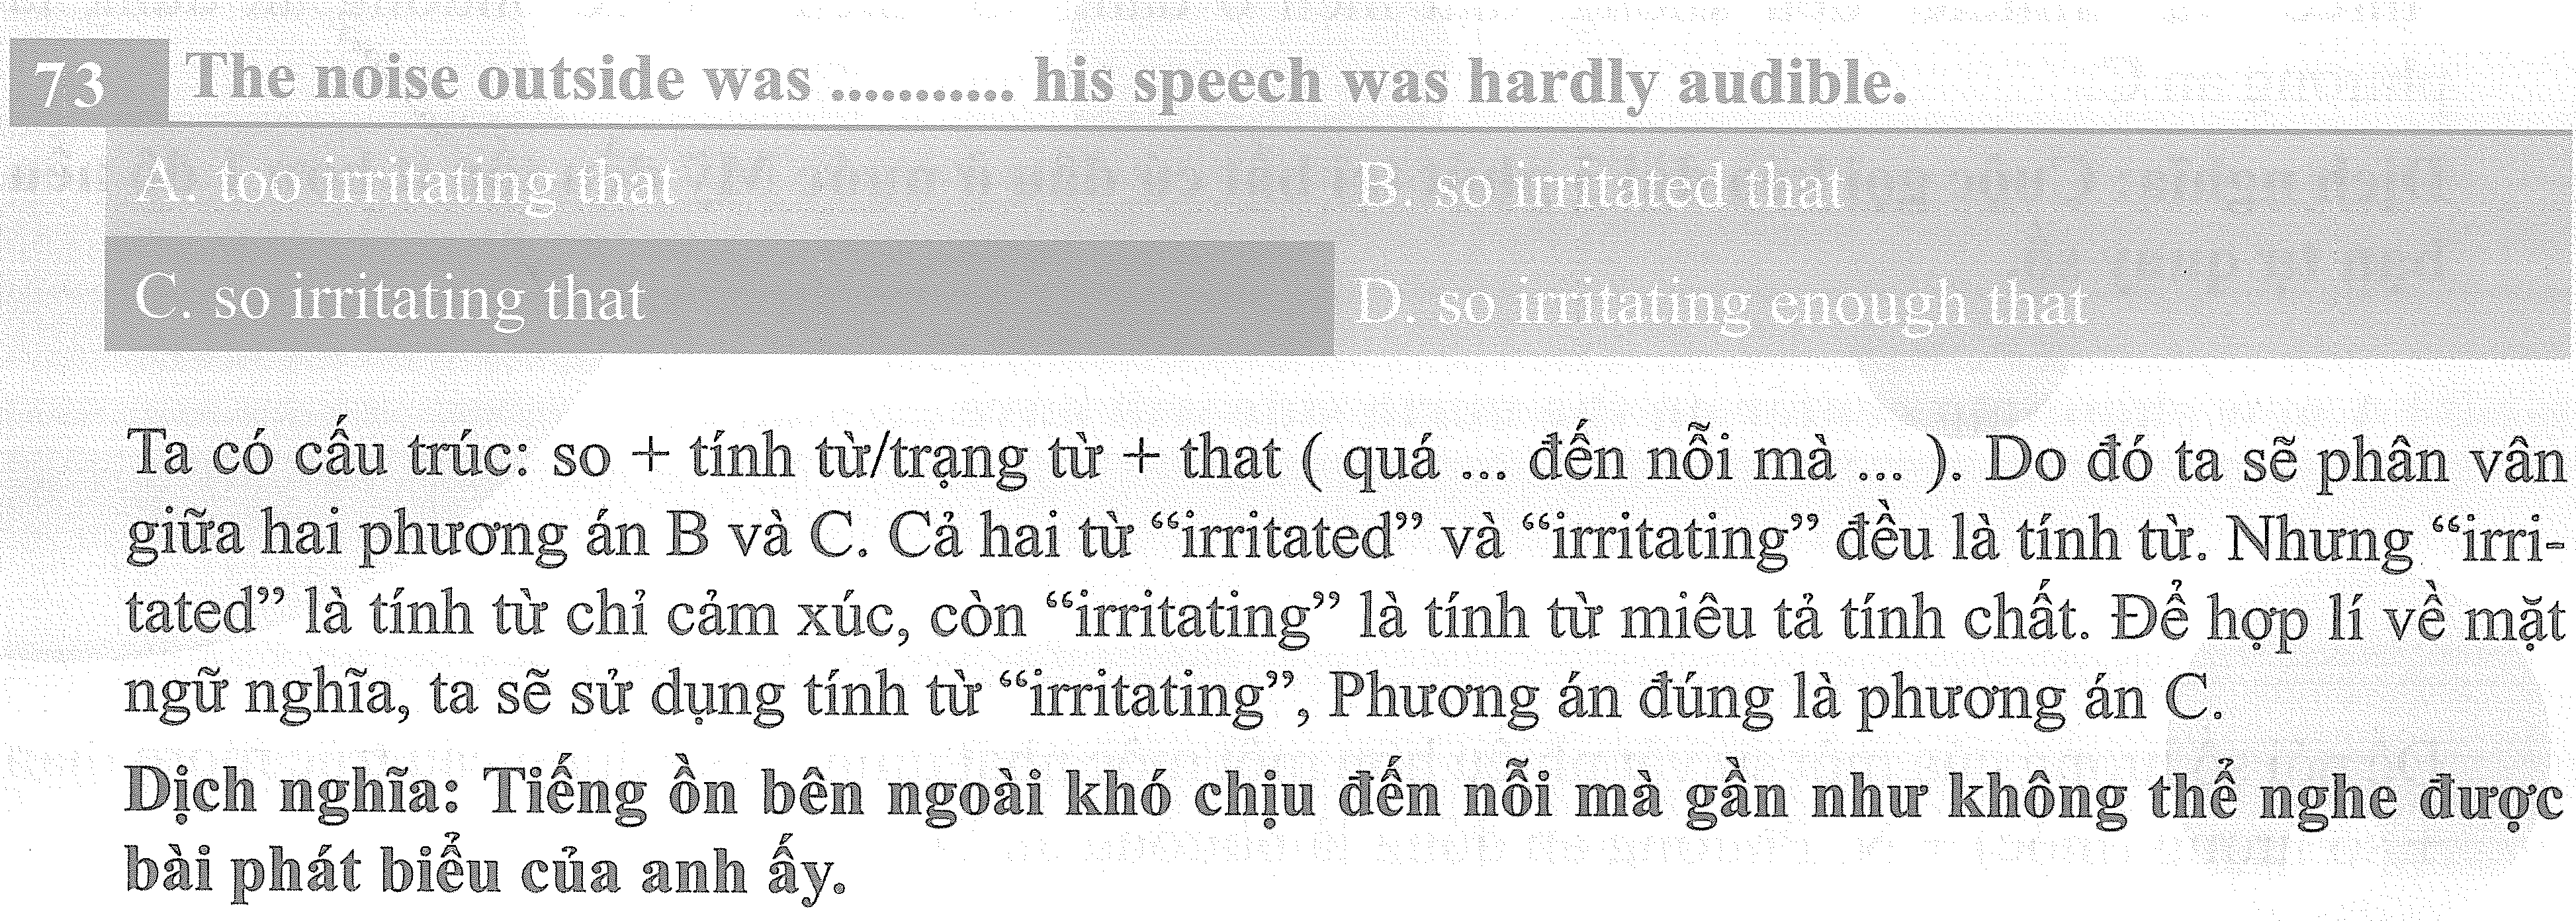 73 The noise outside was ........... his speech was hardly audible.
A. too irritating that B. so irritated that
C. so irritating that D. so irritating enough that
Ta có cấu trúc: so + tính từ/trạng từ + that ( quá ... đến nỗi mà ... ). Do đó ta sẽ phân vân
giữa hai phương án B và C. Cả hai từ “irritated” và “irritating” đều là tính từ. Nhưng “irri-
tated” là tính từ chỉ cảm xúc, còn “irritating” là tính từ miêu tả tính chất. Để hợp lí về mặt
ngữ nghĩa, ta sẽ sử dụng tính từ “irritating”, Phương án đúng là phương án C.
Dịch nghĩa: Tiếng ồn bên ngoài khó chịu đến nỗi mà gần như không thể nghe được
bài phát biểu của anh ấy.